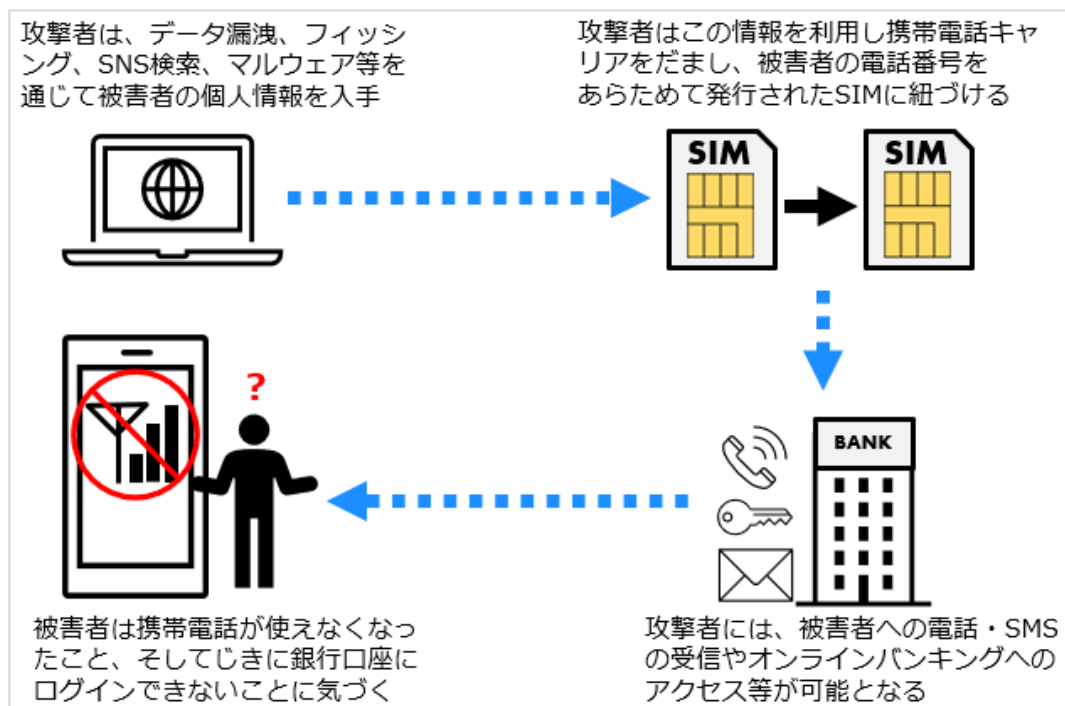 攻撃者は、データ漏洩、フィッシ
ング、SNS検索、マルウェア等を
通じて被害者の個人情報を入手
攻撃者はこの情報を利用し携帯電話キャ
リアをだまし、被害者の電話番号を
あらためて発行されたSIMに紐づける
SIM
SIM
?
BANK
被害者は携帯電話が使えなくなっ
たこと、そしてじきに銀行口座に
ログインできないことに気づく
攻撃者には、被害者への電話・SMS
の受信やオンラインバンキングへの
アクセス等が可能となる